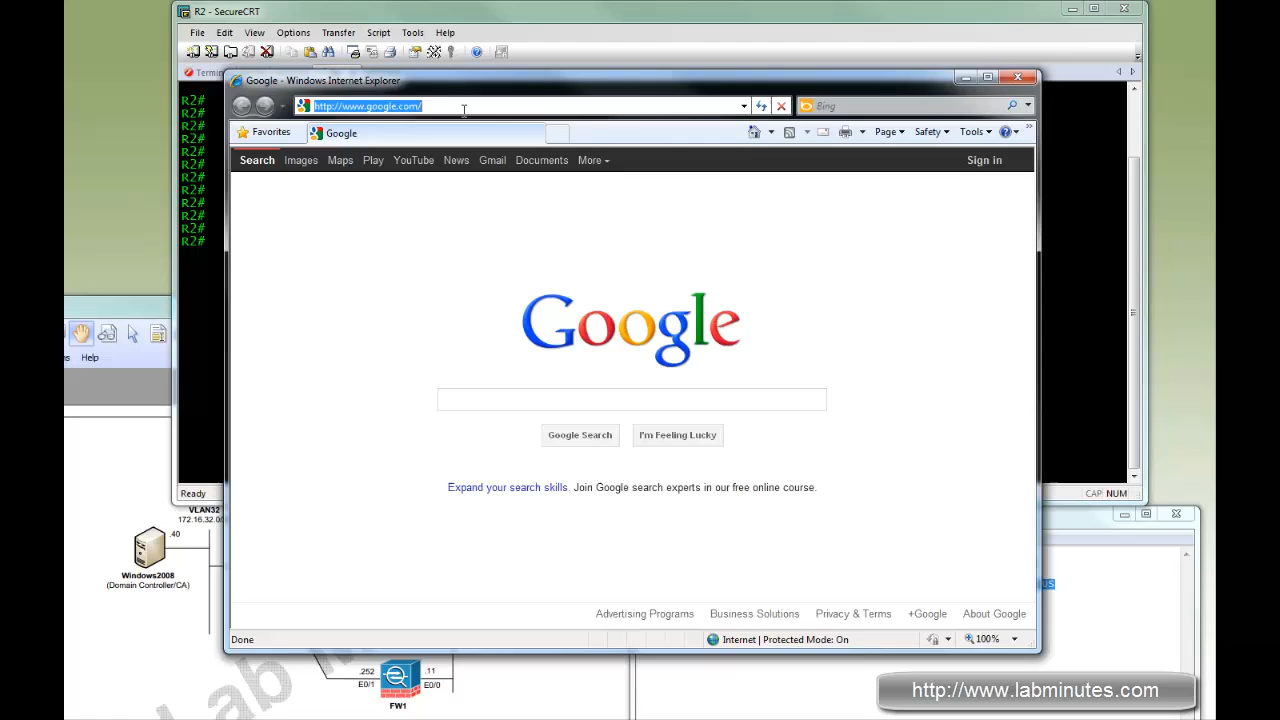 R2 - SecureCRT
File Edit View Options Transfer Script Tools Help
Termin
Google - Windows Internet Explorer
http://www.google.com/
Bing
Favorites
Google
Page Safety Tools
Search Images Maps Play YouTube News Gmail Documents More Sign in
R2#
R2#
R2#
R2#
R2#
R2#
R2#
R2#
R2#
R2#
R2#
R2#
Google
Google Search
I'm Feeling Lucky
Expand your search skills. Join Google search experts in our free online course.
Advertising Programs Business Solutions Privacy & Terms +Google About Google
Done
Internet | Protected Mode: On
100%
Ready
CAP NUM
Help
VLAN32
172.16.32.0
.40
Windows2008
(Domain Controller/CA)
.252
E0/1
.11
E0/0
FW1
Lab
http://www.labminutes.com